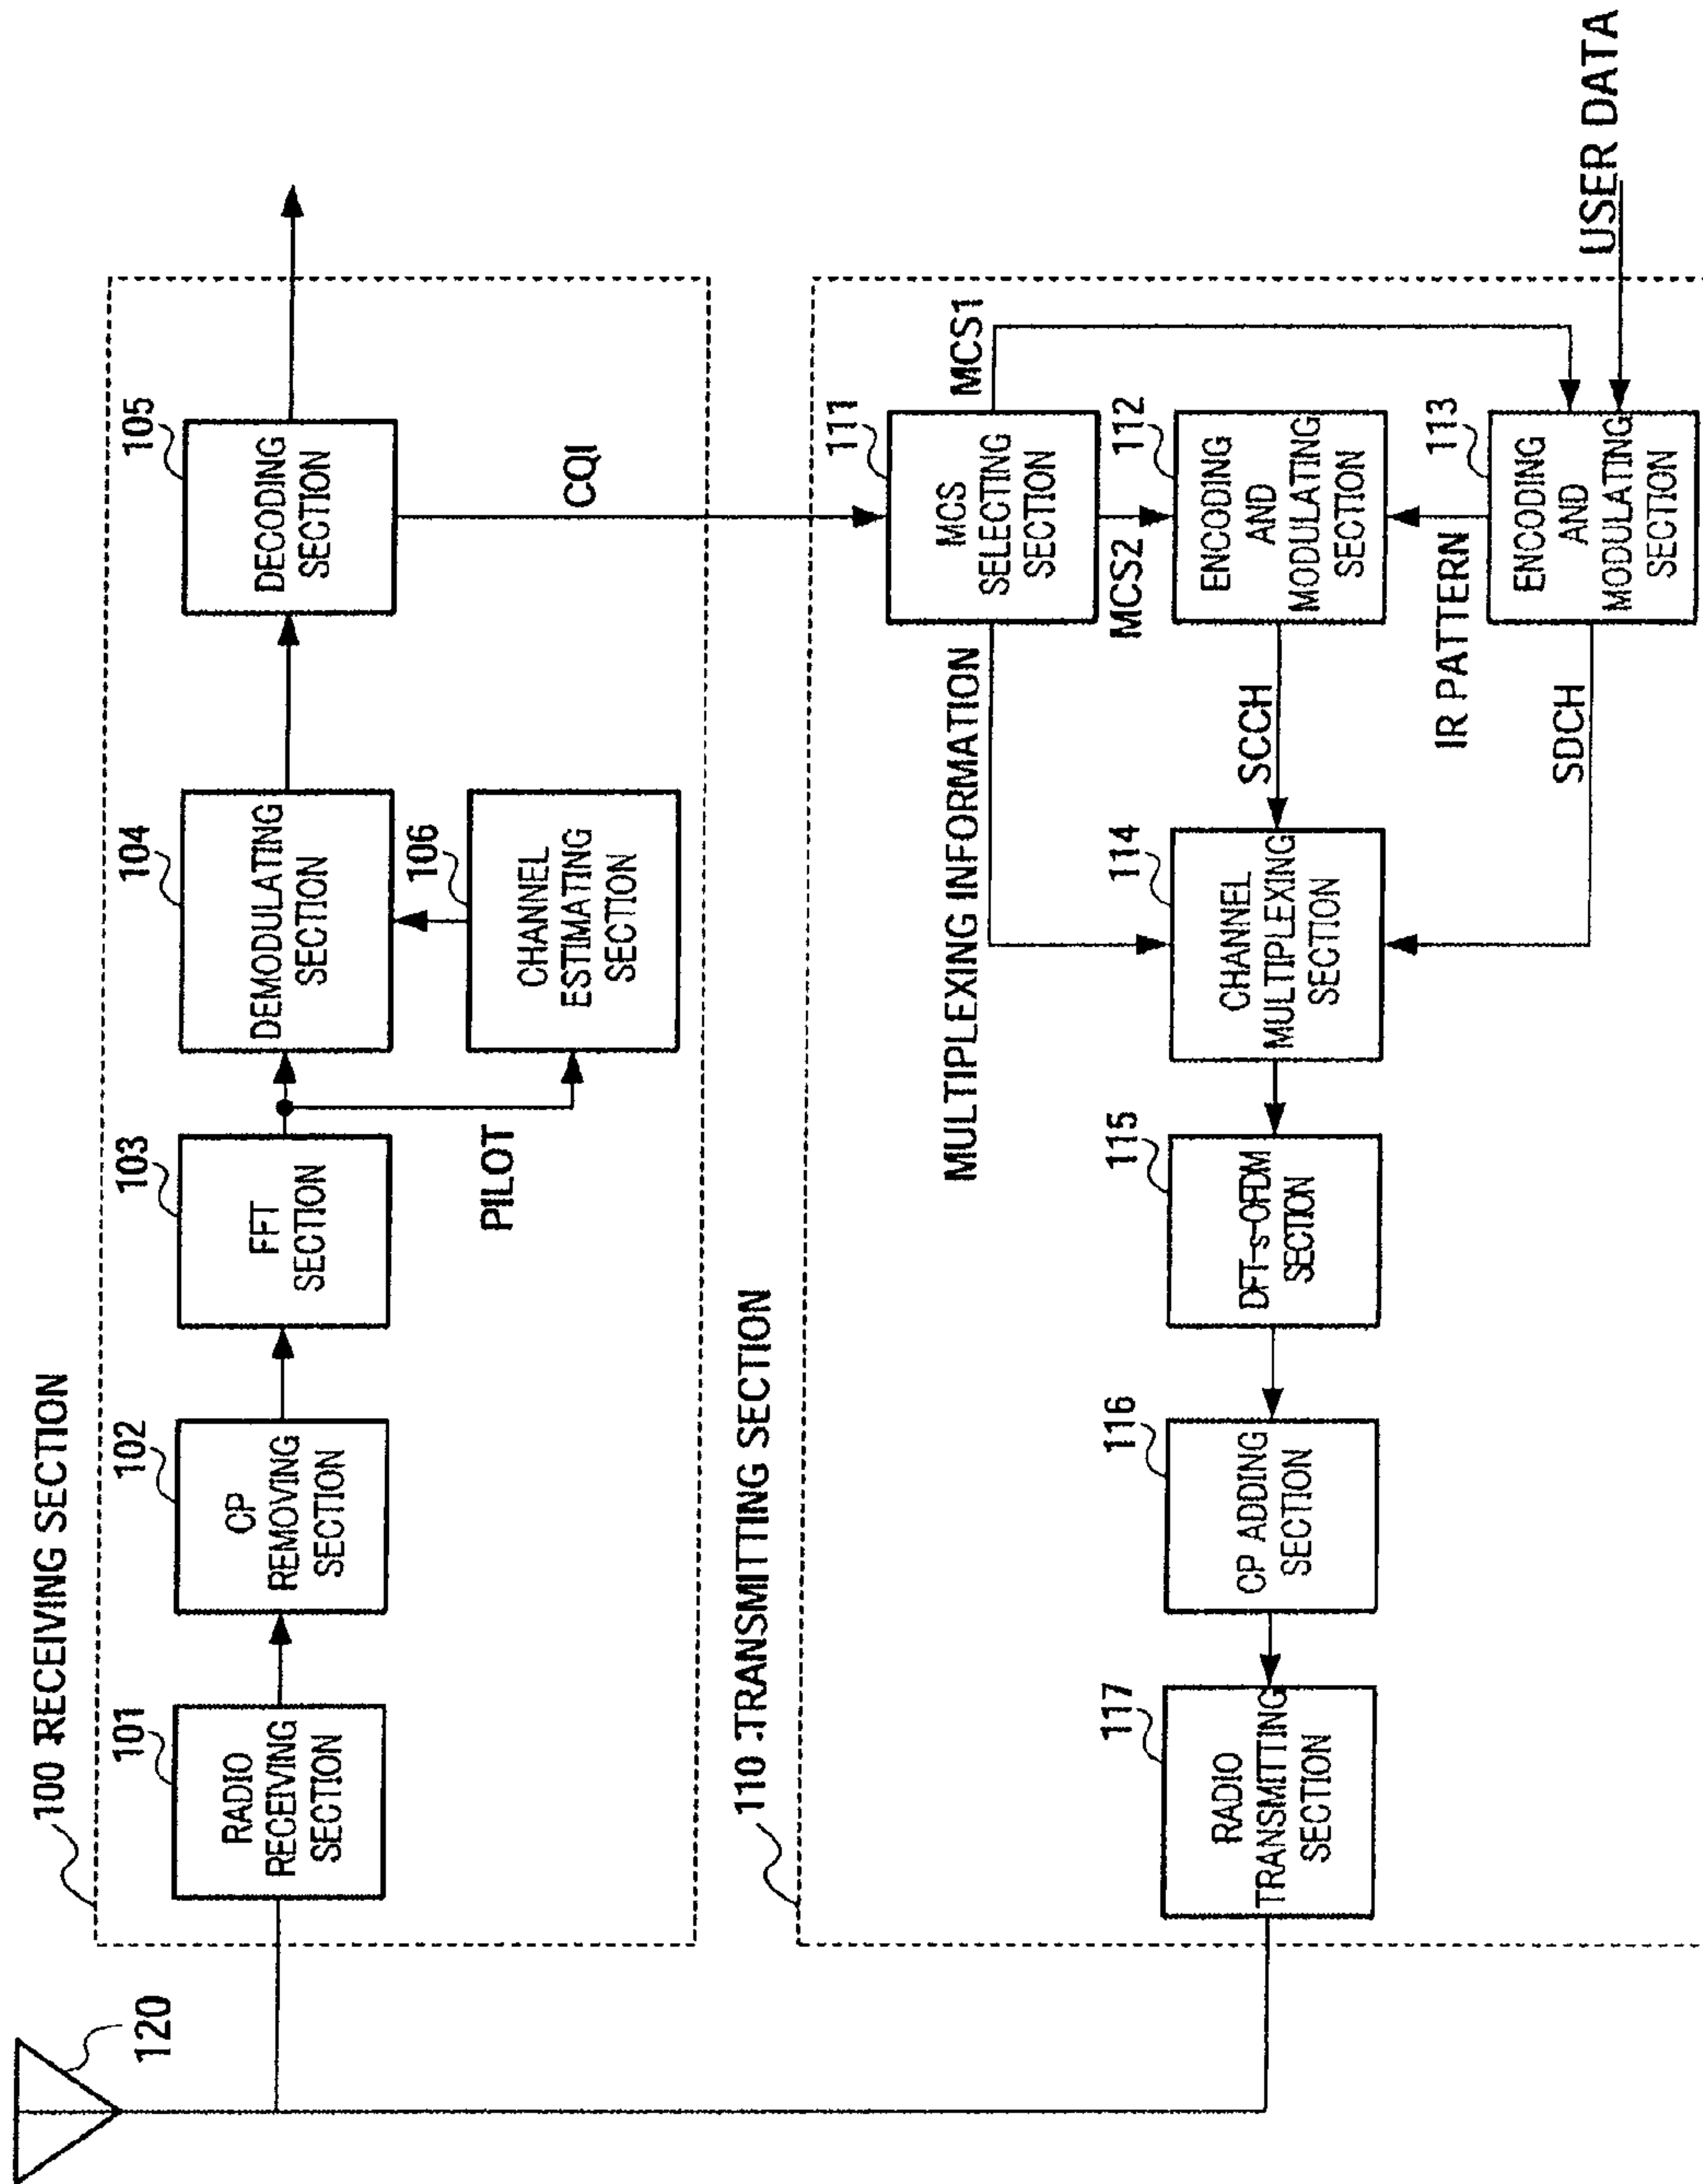 120
100 RECEIVING SECTION
101
RADIO
RECEIVING
SECTION
102
CP
REMOVING
SECTION
103
FFT
SECTION
PILOT
104
DEMODULATING
SECTION
106
CHANNEL
ESTIMATING
SECTION
105
DECODING
SECTION
CQI
110 TRANSMITTING SECTION
117
RADIO
TRANSMITTING
SECTION
116
CP ADDING
SECTION
115
DFT-s-OFDM
SECTION
114
CHANNEL
MULTIPLEXING
SECTION
MULTIPLEXING INFORMATION
SCCH
SDCH
111
MCS
SELECTING
SECTION
MCS1
MCS2
112
ENCODING
AND
MODULATING
SECTION
IR PATTERN
113
ENCODING
AND
MODULATING
SECTION
USER DATA